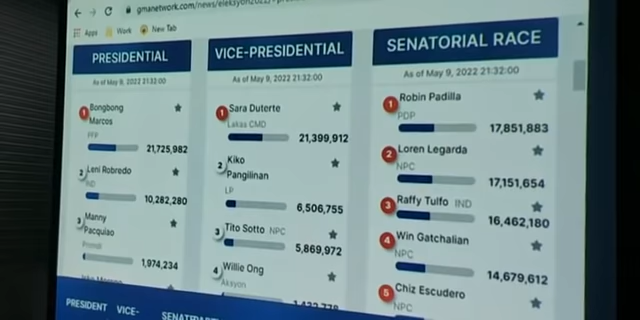 gmanetwork.com/news/eleksyon2022/
Apps Work New Tab
PRESIDENTIAL
As of May 9, 2022 21:32:00
1 Bongbong
Marcos
PFP
21,725,982
2 Leni Robredo
IND
10,282,280
3 Manny
Pacquiao
Promdi
1,974,234
VICE-PRESIDENTIAL
As of May 9, 2022 21:32:00
1 Sara Duterte
Lakas CMD
21,399,912
2 Kiko
Pangilinan
LP
6,506,755
3 Tito Sotto NPC
5,869,972
4 Willie Ong
Aksyon
SENATORIAL RACE
As of May 9, 2022 21:32:00
1 Robin Padilla
PDP
17,851,883
2 Loren Legarda
NPC
17,151,654
3 Raffy Tulfo IND
16,462,180
4 Win Gatchalian
NPC
14,679,612
5 Chiz Escudero
NPC
PRESIDENT VICE-